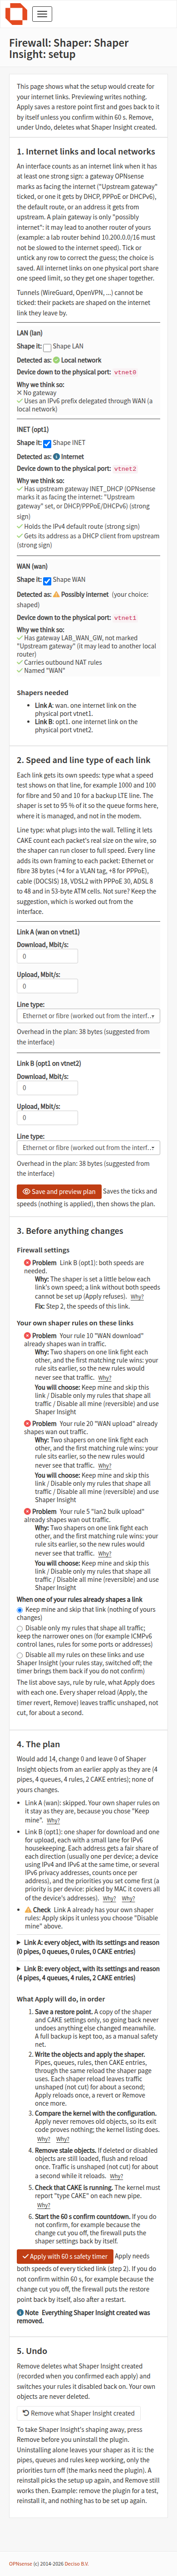 Firewall: Shaper: Shaper
Insight: setup
This page shows what the setup would create for
your internet links. Previewing writes nothing.
Apply saves a restore point first and goes back to it
by itself unless you confirm within 60 s. Remove,
under Undo, deletes what Shaper Insight created.
1. Internet links and local networks
An interface counts as an internet link when it has
at least one strong sign: a gateway OPNsense
marks as facing the internet ("Upstream gateway"
ticked, or one it gets by DHCP, PPPoE or DHCPv6),
the default route, or an address it gets from
upstream. A plain gateway is only "possibly
internet": it may lead to another router of yours
(example: a lab router behind 10.200.0.0/16 must
not be slowed to the internet speed). Tick or
untick any row to correct the guess; the choice is
saved. All internet links on one physical port share
one speed limit, so they get one shaper together.
Tunnels (WireGuard, OpenVPN, ...) cannot be
ticked: their packets are shaped on the internet
link they leave by.
LAN (lan)
Shape it: Shape LAN
Detected as: Local network
Device down to the physical port: vtnet0
Why we think so:
✕ No gateway
✓ Uses an IPv6 prefix delegated through WAN (a
local network)
INET (opt1)
Shape it: Shape INET
Detected as: Internet
Device down to the physical port: vtnet2
Why we think so:
✓ Has upstream gateway INET_DHCP (OPNsense
marks it as facing the internet: "Upstream
gateway" set, or DHCP/PPPoE/DHCPv6) (strong
sign)
✓ Holds the IPv4 default route (strong sign)
✓ Gets its address as a DHCP client from upstream
(strong sign)
WAN (wan)
Shape it: Shape WAN
Detected as: Possibly internet (your choice:
shaped)
Device down to the physical port: vtnet1
Why we think so:
✓ Has gateway LAB_WAN_GW, not marked
"Upstream gateway" (it may lead to another local
router)
✓ Carries outbound NAT rules
✓ Named "WAN"
Shapers needed
• Link A: wan. one internet link on the
physical port vtnet1.
• Link B: opt1. one internet link on the
physical port vtnet2.
2. Speed and line type of each link
Each link gets its own speeds: type what a speed
test shows on that line, for example 1000 and 100
for fibre and 50 and 10 for a backup LTE line. The
shaper is set to 95 % of it so the queue forms here,
where it is managed, and not in the modem.
Line type: what plugs into the wall. Telling it lets
CAKE count each packet's real size on the wire, so
the shaper can run closer to full speed. Every line
adds its own framing to each packet: Ethernet or
fibre 38 bytes (+4 for a VLAN tag, +8 for PPPoE),
cable (DOCSIS) 18, VDSL2 with PPPoE 30, ADSL 8
to 48 and in 53-byte ATM cells. Not sure? Keep the
suggestion, which is worked out from the
interface.
Link A (wan on vtnet1)
Download, Mbit/s:
0
Upload, Mbit/s:
0
Line type:
Ethernet or fibre (worked out from the interf...
Overhead in the plan: 38 bytes (suggested from
the interface)
Link B (opt1 on vtnet2)
Download, Mbit/s:
0
Upload, Mbit/s:
0
Line type:
Ethernet or fibre (worked out from the interf...
Overhead in the plan: 38 bytes (suggested from
the interface)
Save and preview plan Saves the ticks and
speeds (nothing is applied), then shows the plan.
3. Before anything changes
Firewall settings
Problem Link B (opt1): both speeds are
needed.
Why: The shaper is set a little below each
link's own speed; a link without both speeds
cannot be set up (Apply refuses). Why?
Fix: Step 2, the speeds of this link.
Your own shaper rules on these links
Problem Your rule 10 "WAN download"
already shapes wan in traffic.
Why: Two shapers on one link fight each
other, and the first matching rule wins: your
rule sits earlier, so the new rules would
never see that traffic. Why?
You will choose: Keep mine and skip this
link / Disable only my rules that shape all
traffic / Disable all mine (reversible) and use
Shaper Insight
Problem Your rule 20 "WAN upload" already
shapes wan out traffic.
Why: Two shapers on one link fight each
other, and the first matching rule wins: your
rule sits earlier, so the new rules would
never see that traffic. Why?
You will choose: Keep mine and skip this
link / Disable only my rules that shape all
traffic / Disable all mine (reversible) and use
Shaper Insight
Problem Your rule 5 "lan2 bulk upload"
already shapes wan out traffic.
Why: Two shapers on one link fight each
other, and the first matching rule wins: your
rule sits earlier, so the new rules would
never see that traffic. Why?
You will choose: Keep mine and skip this
link / Disable only my rules that shape all
traffic / Disable all mine (reversible) and use
Shaper Insight
When one of your rules already shapes a link
Keep mine and skip that link (nothing of yours
changes)
Disable only my rules that shape all traffic;
keep the narrower ones on (for example ICMPv6
control lanes, rules for some ports or addresses)
Disable all my rules on these links and use
Shaper Insight (your rules stay, switched off; the
timer brings them back if you do not confirm)
The list above says, rule by rule, what Apply does
with each one. Every shaper reload (Apply, the
timer revert, Remove) leaves traffic unshaped, not
cut, for about a second.
4. The plan
Would add 14, change 0 and leave 0 of Shaper
Insight objects from an earlier apply as they are (4
pipes, 4 queues, 4 rules, 2 CAKE entries); none of
yours changes.
• Link A (wan): skipped. Your own shaper rules on
it stay as they are, because you chose "Keep
mine". Why?
• Link B (opt1): one shaper for download and one
for upload, each with a small lane for IPv6
housekeeping. Each address gets a fair share in
each direction (usually one per device; a device
using IPv4 and IPv6 at the same time, or several
IPv6 privacy addresses, counts once per
address), and the priorities you set come first (a
priority is per device: picked by MAC it covers all
of the device's addresses). Why? Why?
• Check Link A already has your own shaper
rules: Apply skips it unless you choose "Disable
mine" above.
▶ Link A: every object, with its settings and reason
(0 pipes, 0 queues, 0 rules, 0 CAKE entries)
▶ Link B: every object, with its settings and reason
(4 pipes, 4 queues, 4 rules, 2 CAKE entries)
What Apply will do, in order
1. Save a restore point. A copy of the shaper
and CAKE settings only, so going back never
undoes anything else changed meanwhile.
A full backup is kept too, as a manual safety
net.
2. Write the objects and apply the shaper.
Pipes, queues, rules, then CAKE entries,
through the same reload the shaper page
uses. Each shaper reload leaves traffic
unshaped (not cut) for about a second;
Apply reloads once, a revert or Remove
once more.
3. Compare the kernel with the configuration.
Apply never removes old objects, so its exit
code proves nothing; the kernel listing does.
Why? Why?
4. Remove stale objects. If deleted or disabled
objects are still loaded, flush and reload
once. Traffic is unshaped (not cut) for about
a second while it reloads. Why?
5. Check that CAKE is running. The kernel must
report "type CAKE" on each new pipe.
Why?
6. Start the 60 s confirm countdown. If you do
not confirm, for example because the
change cut you off, the firewall puts the
shaper settings back by itself.
Apply with 60 s safety timer Apply needs
both speeds of every ticked link (step 2). If you do
not confirm within 60 s, for example because the
change cut you off, the firewall puts the restore
point back by itself, also after a restart.
Note Everything Shaper Insight created was
removed.
5. Undo
Remove deletes what Shaper Insight created
(recorded when you confirmed each apply) and
switches your rules it disabled back on. Your own
objects are never deleted.
Remove what Shaper Insight created
To take Shaper Insight's shaping away, press
Remove before you uninstall the plugin.
Uninstalling alone leaves your shaper as it is: the
pipes, queues and rules keep working, only the
priorities turn off (the marks need the plugin). A
reinstall picks the setup up again, and Remove still
works then. Example: remove the plugin for a test,
reinstall it, and nothing has to be set up again.
OPNsense (c) 2014-2026 Deciso B.V.